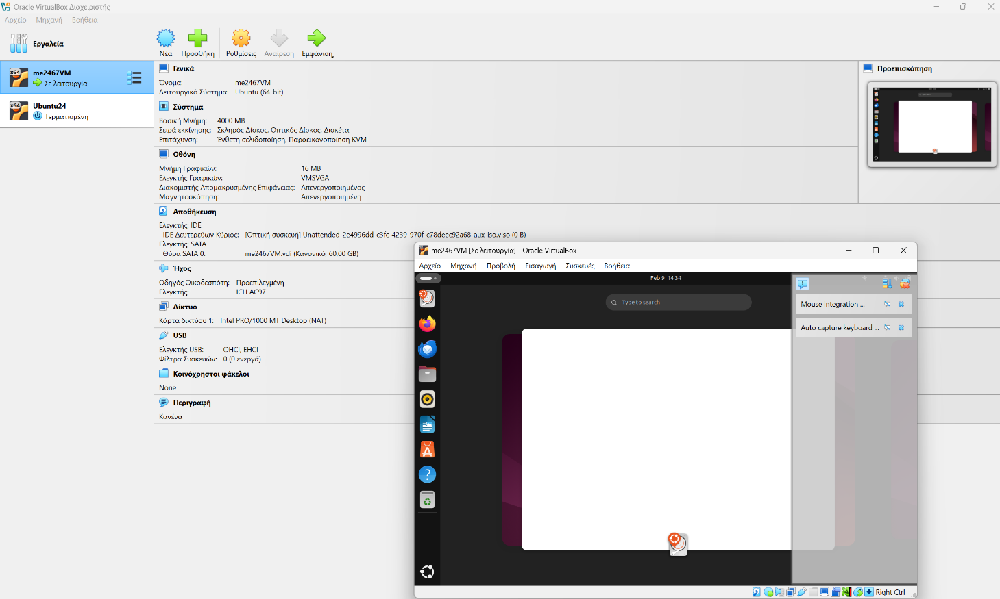 Oracle VirtualBox Διαχειριστής
Αρχείο Μηχανή Βοήθεια
Εργαλεία
Νέα Προσθήκη Ρυθμίσεις Αναίρεση Εμφάνιση
x64 me2467VM
Σε λειτουργία
x64 Ubuntu24
Τερματισμένη
Γενικά
Όνομα: me2467VM
Λειτουργικό Σύστημα: Ubuntu (64-bit)
Σύστημα
Βασική Μνήμη: 4000 MB
Σειρά εκκίνησης: Σκληρός Δίσκος, Οπτικός Δίσκος, Δισκέτα
Επιτάχυνση: Ένθετη σελιδοποίηση, Παραεικονοποίηση KVM
Οθόνη
Μνήμη Γραφικών: 16 MB
Ελεγκτής Γραφικών: VMSVGA
Διακομιστής Απομακρυσμένης Επιφάνειας: Απενεργοποιημένος
Μαγνητοσκόπηση: Απενεργοποιημένη
Αποθήκευση
Ελεγκτής: IDE
IDE Δευτερεύων Κύριος: [Οπτική συσκευή] Unattended-2e4996dd-c3fc-4239-970f-c78deec92a68-aux-iso.viso (0 B)
Ελεγκτής: SATA
Θύρα SATA 0: me2467VM.vdi (Κανονικό, 60,00 GB)
Ήχος
Οδηγός Οικοδεσπότη: Προεπιλεγμένη
Ελεγκτής: ICH AC97
Δίκτυο
Κάρτα δικτύου 1: Intel PRO/1000 MT Desktop (NAT)
USB
Ελεγκτής USB: OHCI, EHCI
Φίλτρα Συσκευών: 0 (0 ενεργά)
Κοινόχρηστοι φάκελοι
None
Περιγραφή
Κανένα
Προεπισκόπηση
me2467VM [Σε λειτουργία] - Oracle VirtualBox
Αρχείο Μηχανή Προβολή Εισαγωγή Συσκευές Βοήθεια
Feb 9 14:34
Type to search
Mouse integration ...
Auto capture keyboard ...
Right Ctrl